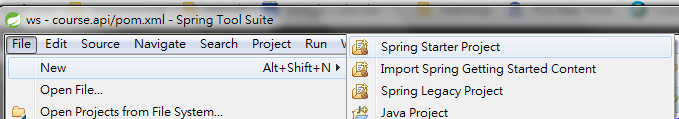 ws - course.api/pom.xml - Spring Tool Suite
File Edit Source Navigate Search Project Run
New Alt+Shift+N
Open File...
Open Projects from File System...
Spring Starter Project
Import Spring Getting Started Content
Spring Legacy Project
Java Project